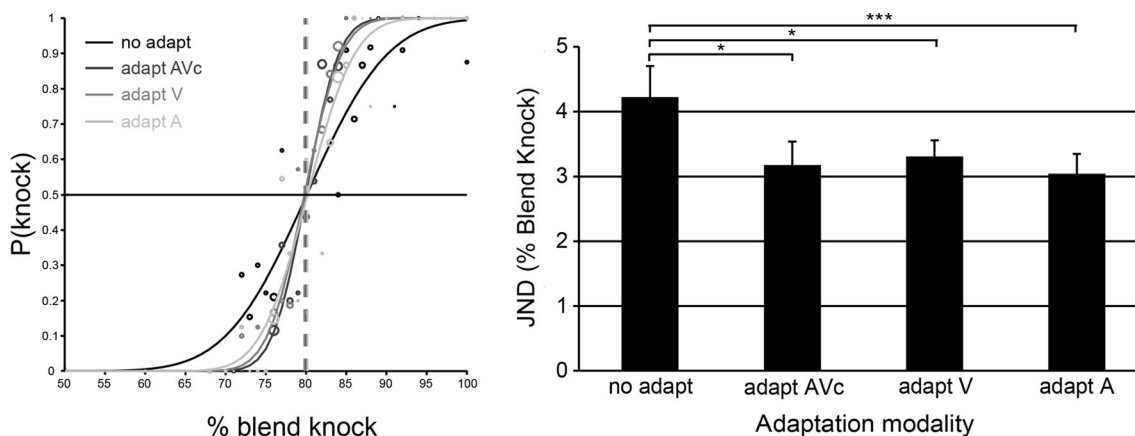 1
0.9
0.8
0.7
0.6
0.5
0.4
0.3
0.2
0.1
0
P(knock)
no adapt
adapt AVc
adapt V
adapt A
50 55 60 65 70 75 80 85 90 95 100
% blend knock
***
*
*
5
4
3
2
1
0
JND (% Blend Knock)
no adapt adapt AVc adapt V adapt A
Adaptation modality